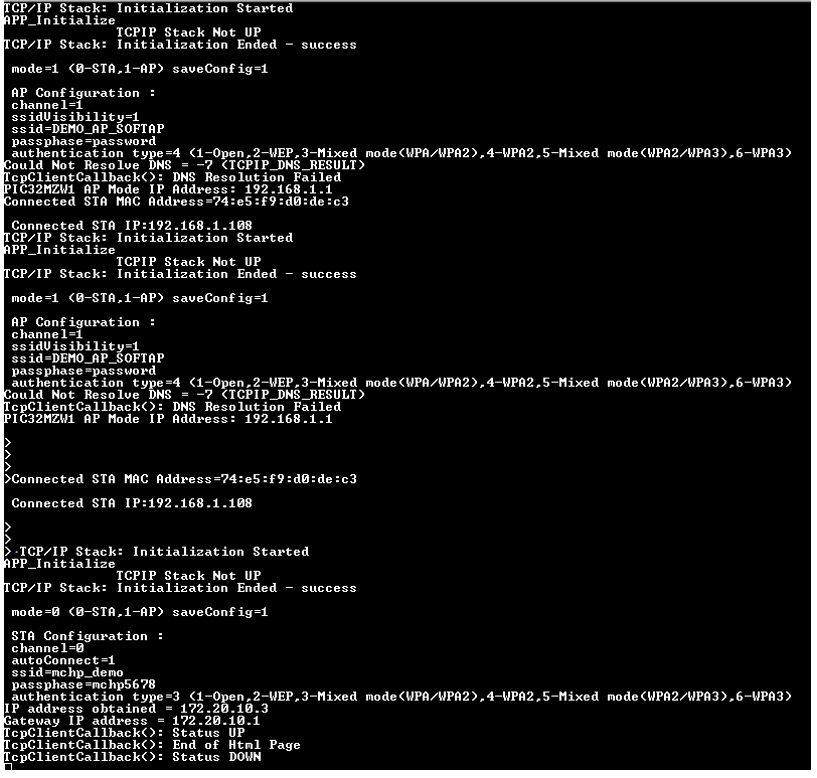 TCP/IP Stack: Initialization Started
APP_Initialize
TCPIP Stack Not UP
TCP/IP Stack: Initialization Ended - success
mode=1 (0-STA,1-AP) saveConfig=1
AP Configuration :
channel=1
ssidVisibility=1
ssid=DEMO_AP_SOFTAP
passphase=password
authentication type=4 (1-Open,2-WEP,3-Mixed mode(WPA/WPA2),4-WPA2,5-Mixed mode(WPA2/WPA3),6-WPA3)
Could Not Resolve DNS = -7 (TCPIP_DNS_RESULT)
TcpClientCallback(): DNS Resolution Failed
PIC32MZW1 AP Mode IP Address: 192.168.1.1
Connected STA MAC Address=74:e5:f9:d0:de:c3
Connected STA IP:192.168.1.108
TCP/IP Stack: Initialization Started
APP_Initialize
TCPIP Stack Not UP
TCP/IP Stack: Initialization Ended - success
mode=1 (0-STA,1-AP) saveConfig=1
AP Configuration :
channel=1
ssidVisibility=1
ssid=DEMO_AP_SOFTAP
passphase=password
authentication type=4 (1-Open,2-WEP,3-Mixed mode(WPA/WPA2),4-WPA2,5-Mixed mode(WPA2/WPA3),6-WPA3)
Could Not Resolve DNS = -7 (TCPIP_DNS_RESULT)
TcpClientCallback(): DNS Resolution Failed
PIC32MZW1 AP Mode IP Address: 192.168.1.1
>
>
>
>Connected STA MAC Address=74:e5:f9:d0:de:c3
Connected STA IP:192.168.1.108
>
>
> ·TCP/IP Stack: Initialization Started
APP_Initialize
TCPIP Stack Not UP
TCP/IP Stack: Initialization Ended - success
mode=0 (0-STA,1-AP) saveConfig=1
STA Configuration :
channel=0
autoConnect=1
ssid=mchp_demo
passphase=mchp5678
authentication type=3 (1-Open,2-WEP,3-Mixed mode(WPA/WPA2),4-WPA2,5-Mixed mode(WPA2/WPA3),6-WPA3)
IP address obtained = 172.20.10.3
Gateway IP address = 172.20.10.1
TcpClientCallback(): Status UP
TcpClientCallback(): End of Html Page
TcpClientCallback(): Status DOWN